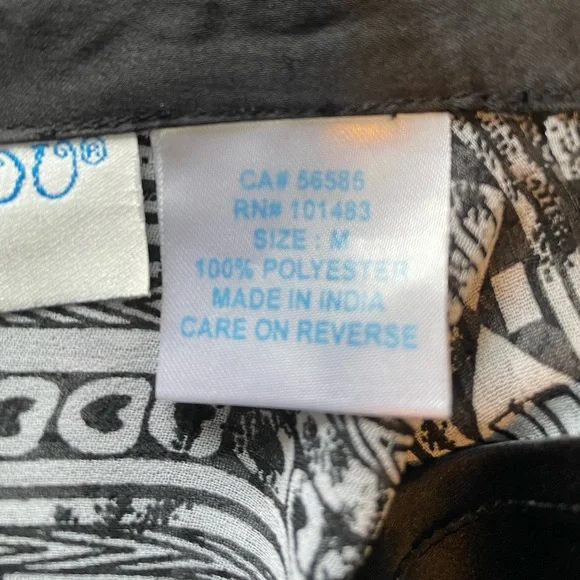 CA# 56585
RN# 101483
SIZE : M
100% POLYESTER
MADE IN INDIA
CARE ON REVERSE